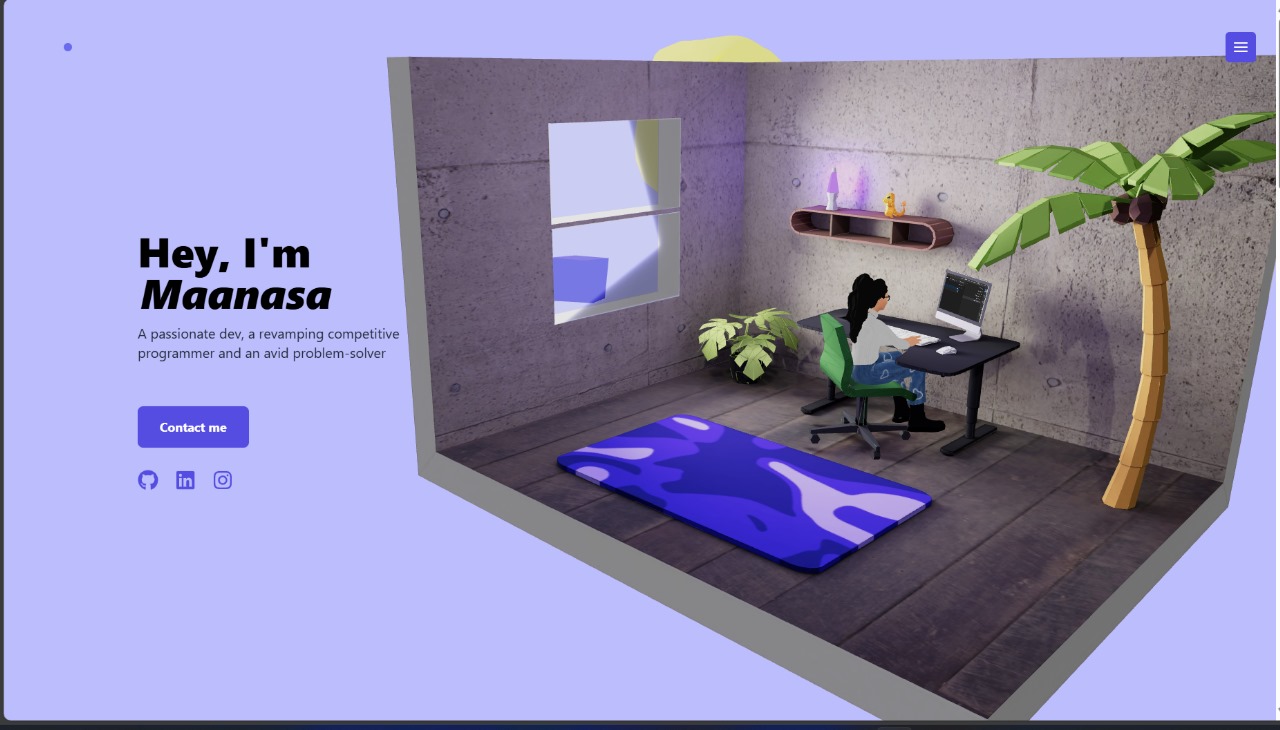 Hey, I'm
Maanasa
A passionate dev, a revamping competitive
programmer and an avid problem-solver
Contact me